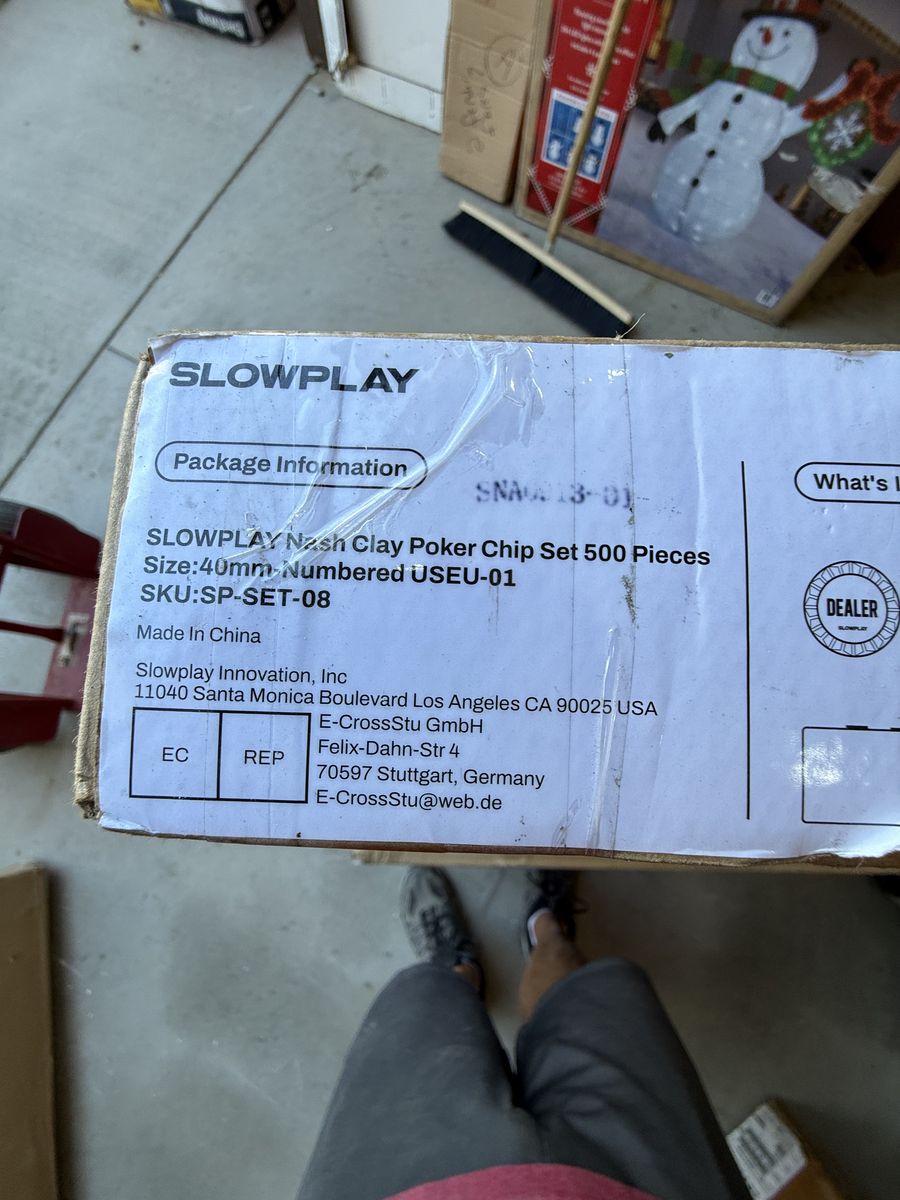 SLOWPLAY
Package Information
SLOWPLAY Nash Clay Poker Chip Set 500 Pieces
Size:40mm-Numbered USEU-01
SKU:SP-SET-08
Made In China
Slowplay Innovation, Inc
11040 Santa Monica Boulevard Los Angeles CA 90025 USA
EC REP
E-CrossStu GmbH
Felix-Dahn-Str 4
70597 Stuttgart, Germany
E-CrossStu@web.de
What's
DEALER
SLOWPLAY